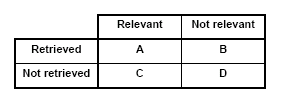 Relevant Not relevant
Retrieved A B
Not retrieved C D